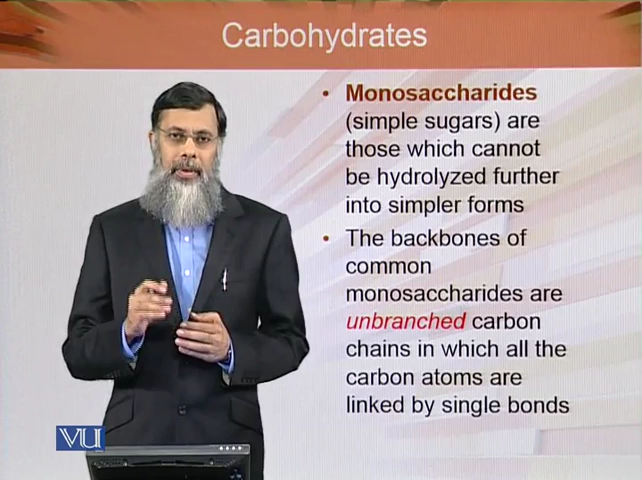 Carbohydrates
• Monosaccharides
(simple sugars) are
those which cannot
be hydrolyzed further
into simpler forms
• The backbones of
common
monosaccharides are
unbranched carbon
chains in which all the
carbon atoms are
linked by single bonds
VU